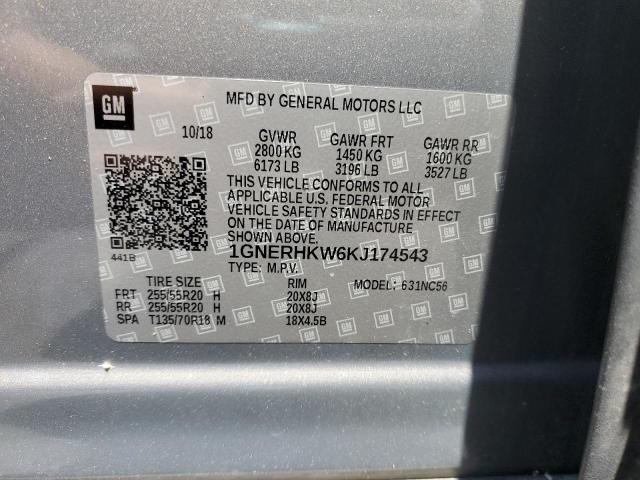 GM
MFD BY GENERAL MOTORS LLC
10/18 GVWR GAWR FRT GAWR RR
2800 KG 1450 KG 1600 KG
6173 LB 3196 LB 3527 LB
THIS VEHICLE CONFORMS TO ALL
APPLICABLE U.S. FEDERAL MOTOR
VEHICLE SAFETY STANDARDS IN EFFECT
ON THE DATE OF MANUFACTURE
SHOWN ABOVE.
441B 1GNERHKW6KJ174543
TYPE: M.P.V.
TIRE SIZE RIM MODEL: 631NC56
FRT 255/55R20 H 20X8J
RR 255/55R20 H 20X8J
SPA T135/70R18 M 18X4.5B